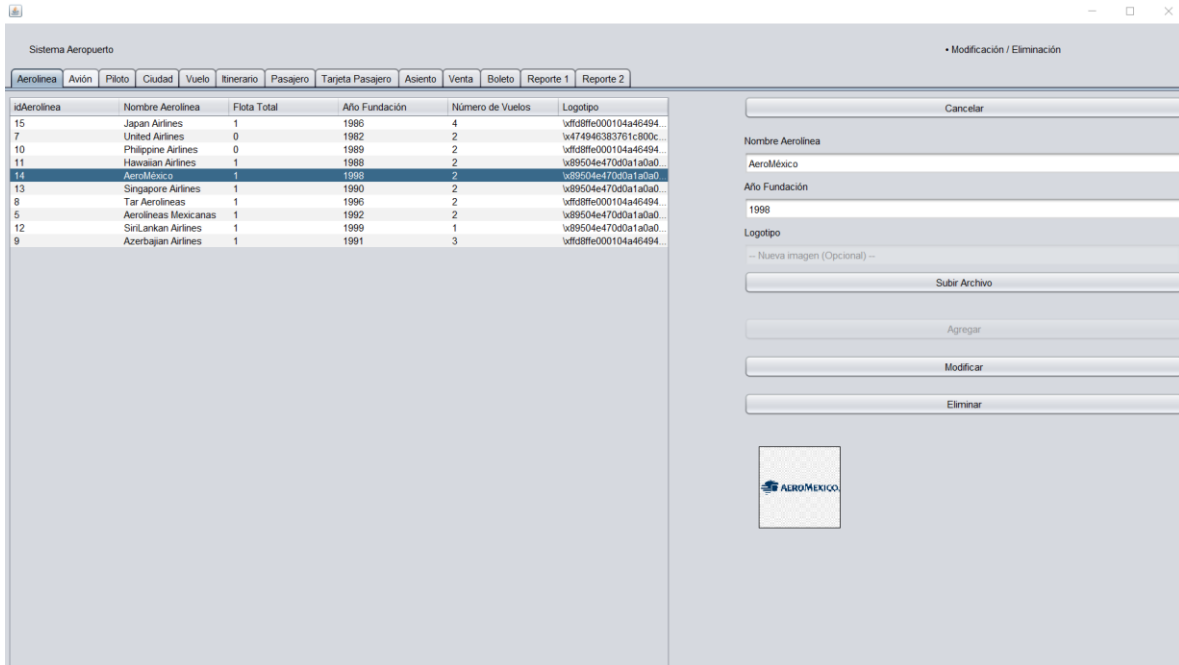 Sistema Aeropuerto
• Modificación / Eliminación
Aerolinea Avión Piloto Ciudad Vuelo Itinerario Pasajero Tarjeta Pasajero Asiento Venta Boleto Reporte 1 Reporte 2
idAerolínea Nombre Aerolínea Flota Total Año Fundación Número de Vuelos Logotipo
15 Japan Airlines 1 1986 4 \xffd8ffe000104a46494...
7 United Airlines 0 1982 2 \x474946383761c800c...
10 Philippine Airlines 0 1989 2 \xffd8ffe000104a46494...
11 Hawaiian Airlines 1 1988 2 \x89504e470d0a1a0a0...
14 AeroMéxico 1 1998 2 \x89504e470d0a1a0a0...
13 Singapore Airlines 1 1990 2 \x89504e470d0a1a0a0...
8 Tar Aerolineas 1 1996 2 \xffd8ffe000104a46494...
5 Aerolíneas Mexicanas 1 1992 2 \x89504e470d0a1a0a0...
12 SriLankan Airlines 1 1999 1 \x89504e470d0a1a0a0...
9 Azerbajian Airlines 1 1991 3 \xffd8ffe000104a46494...
Cancelar
Nombre Aerolínea
AeroMéxico
Año Fundación
1998
Logotipo
-- Nueva imagen (Opcional) --
Subir Archivo
Agregar
Modificar
Eliminar
AEROMEXICO.